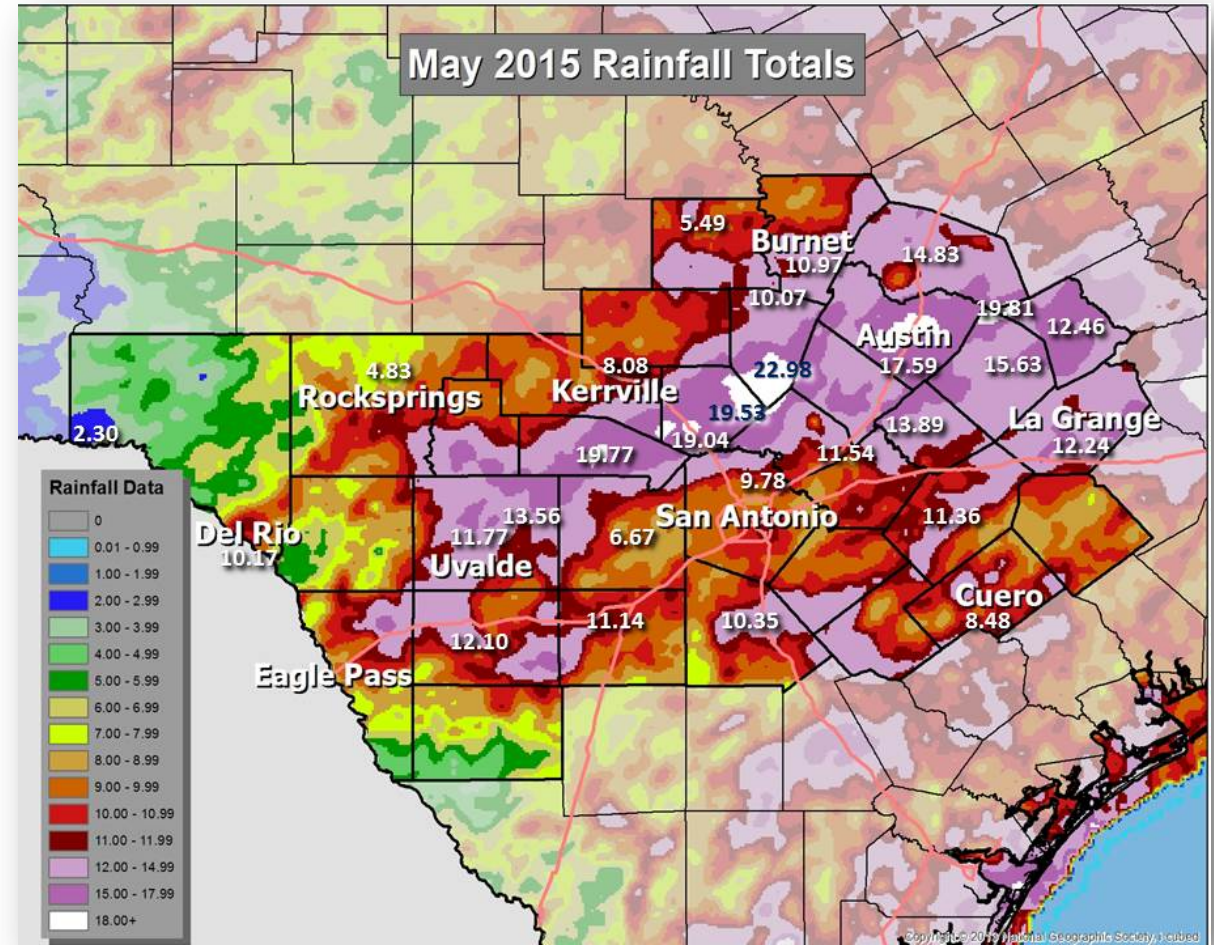 May 2015 Rainfall Totals
5.49
Burnet
10.97
14.83
10.07
19.81
12.46
Austin
17.59
15.63
4.83
Rocksprings
8.08
Kerrville
22.98
19.53
19.04
13.89
La Grange
12.24
2.30
19.77
11.54
9.78
Del Rio
10.17
13.56
11.77
Uvalde
6.67
San Antonio
11.36
Cuero
8.48
12.10
11.14
10.35
Eagle Pass
Rainfall Data
0
0.01 - 0.99
1.00 - 1.99
2.00 - 2.99
3.00 - 3.99
4.00 - 4.99
5.00 - 5.99
6.00 - 6.99
7.00 - 7.99
8.00 - 8.99
9.00 - 9.99
10.00 - 10.99
11.00 - 11.99
12.00 - 14.99
15.00 - 17.99
18.00+
National Geographic Society, i-cubed